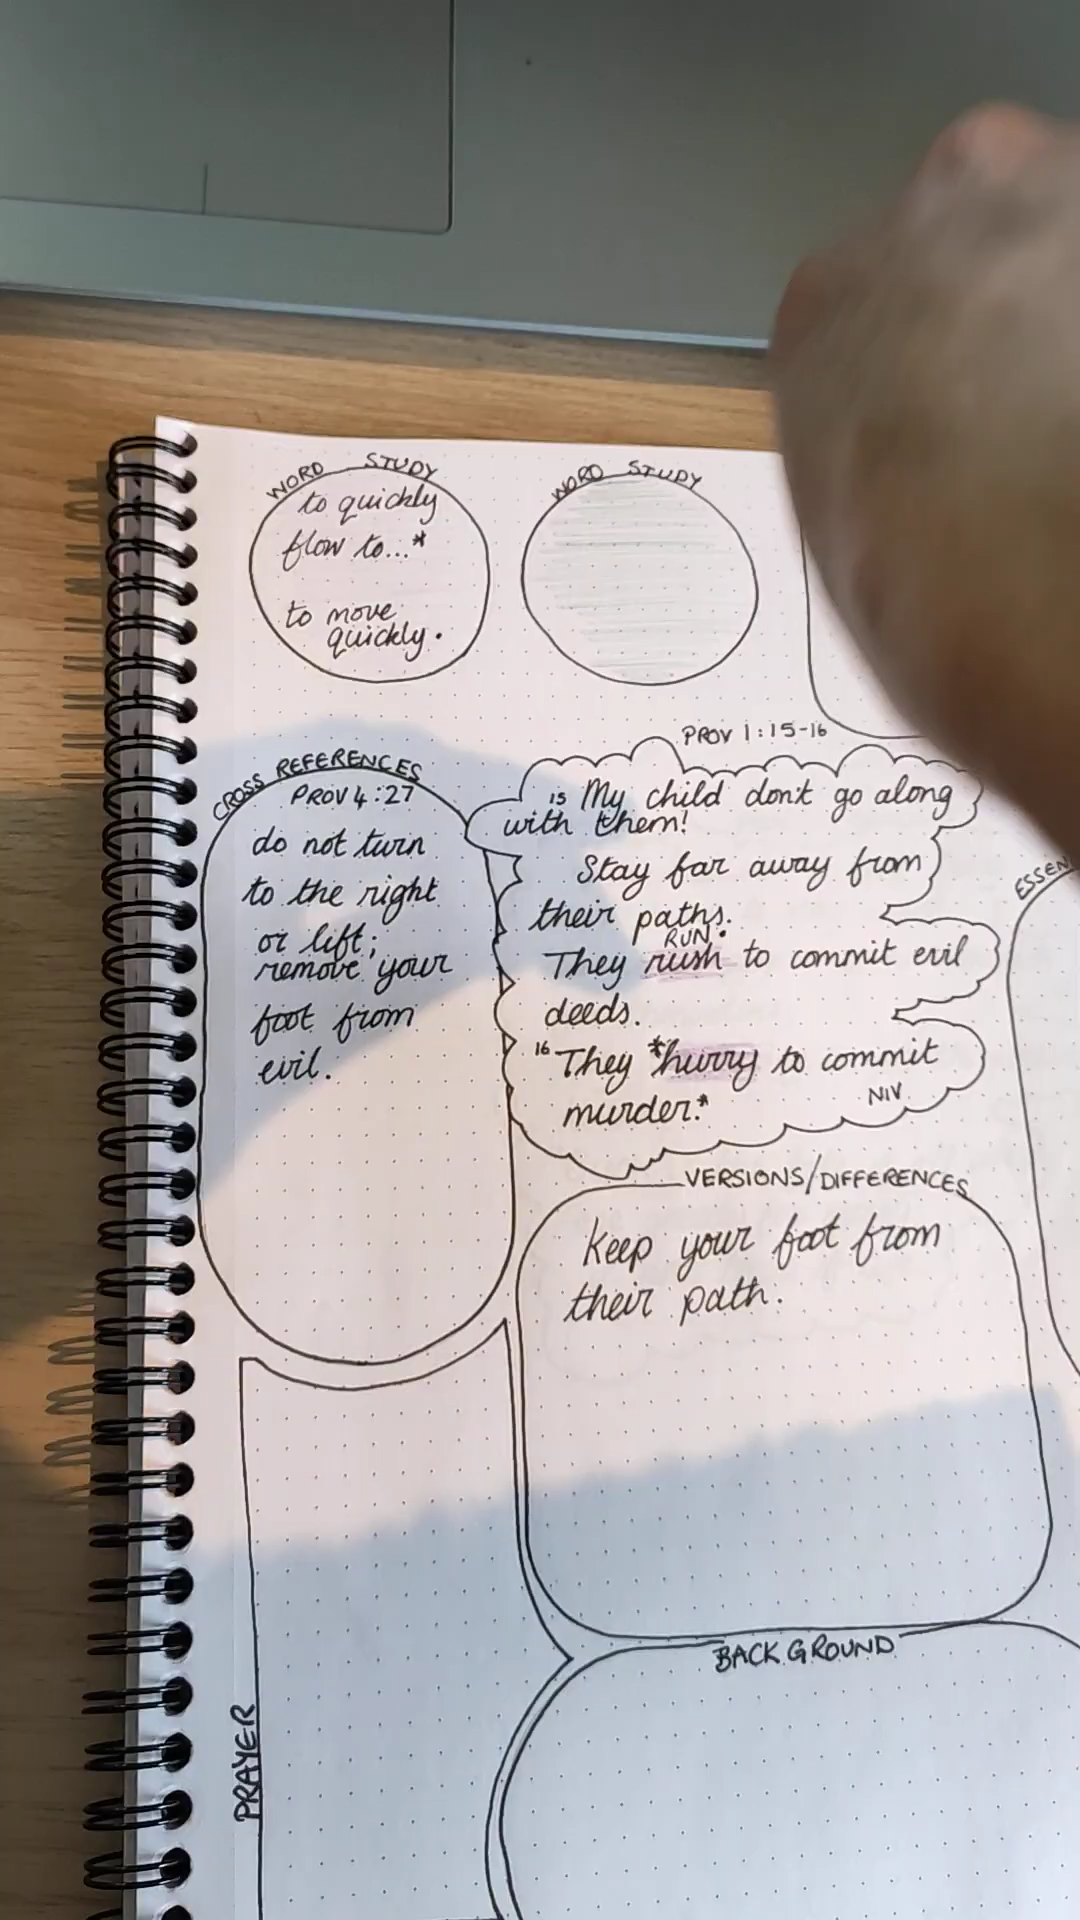 WORD STUDY
to quickly
flow to...*
to move
quickly.
WORD STUDY
CROSS REFERENCES
PROV 4:27
do not turn
to the right
or lift;
remove your
foot from
evil.
PROV 1:15-16
15 My child don't go along
with them!
Stay far away from
their paths.
RUN.
They rush to commit evil
deeds.
16 They *hurry to commit
murder.*
NIV
VERSIONS/DIFFERENCES
Keep your foot from
their path.
BACKGROUND
PRAYER